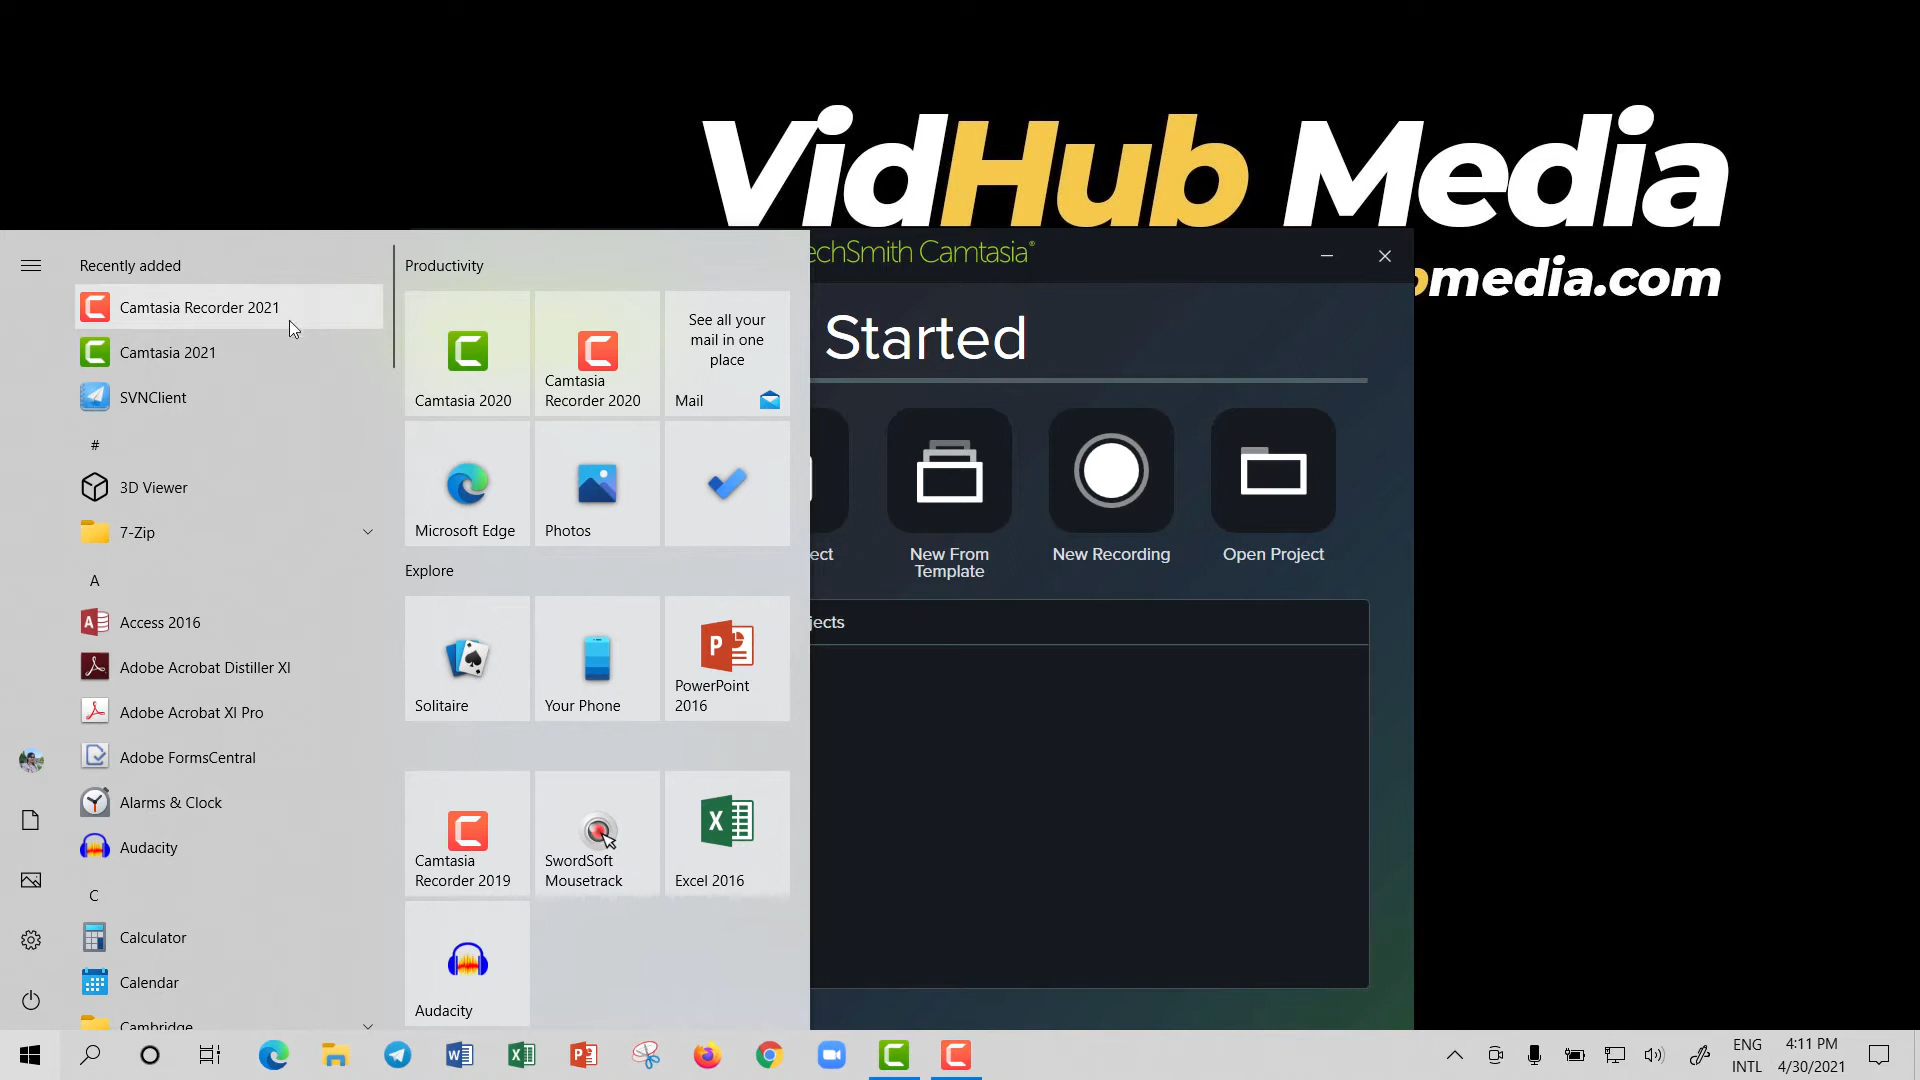 VidHub Media
media.com
Recently added
Camtasia Recorder 2021
Camtasia 2021
SVNClient
#
3D Viewer
7-Zip
A
Access 2016
Adobe Acrobat Distiller XI
Adobe Acrobat XI Pro
Adobe FormsCentral
Alarms & Clock
Audacity
C
Calculator
Calendar
Cambridge
Productivity
Camtasia 2020
Camtasia
Recorder 2020
See all your
mail in one
place
Mail
Microsoft Edge
Photos
Explore
Solitaire
Your Phone
PowerPoint
2016
Camtasia
Recorder 2019
SwordSoft
Mousetrack
Excel 2016
Audacity
echSmith Camtasia®
Started
ect
New From
Template
New Recording
Open Project
jects
ENG
INTL
4:11 PM
4/30/2021